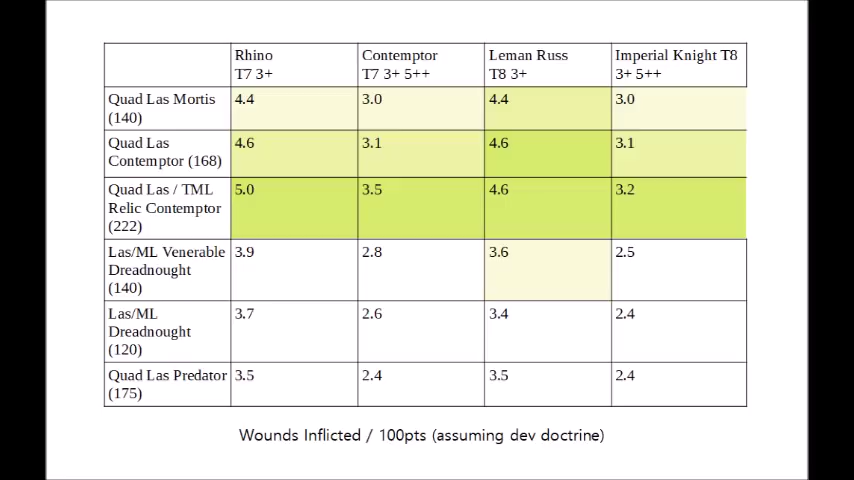 Rhino
T7 3+
Contemptor
T7 3+ 5++
Leman Russ
T8 3+
Imperial Knight T8
3+ 5++
Quad Las Mortis
(140)
4.4
3.0
4.4
3.0
Quad Las
Contemptor (168)
4.6
3.1
4.6
3.1
Quad Las / TML
Relic Contemptor
(222)
5.0
3.5
4.6
3.2
Las/ML Venerable
Dreadnought
(140)
3.9
2.8
3.6
2.5
Las/ML
Dreadnought
(120)
3.7
2.6
3.4
2.4
Quad Las Predator
(175)
3.5
2.4
3.5
2.4
Wounds Inflicted / 100pts (assuming dev doctrine)